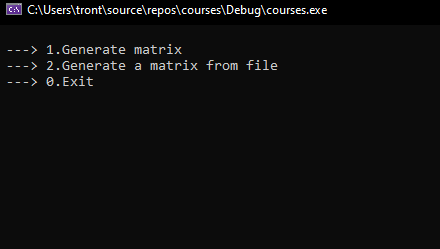 C:\Users\tront\source\repos\courses\Debug\courses.exe
---> 1.Generate matrix
---> 2.Generate a matrix from file
---> 0.Exit